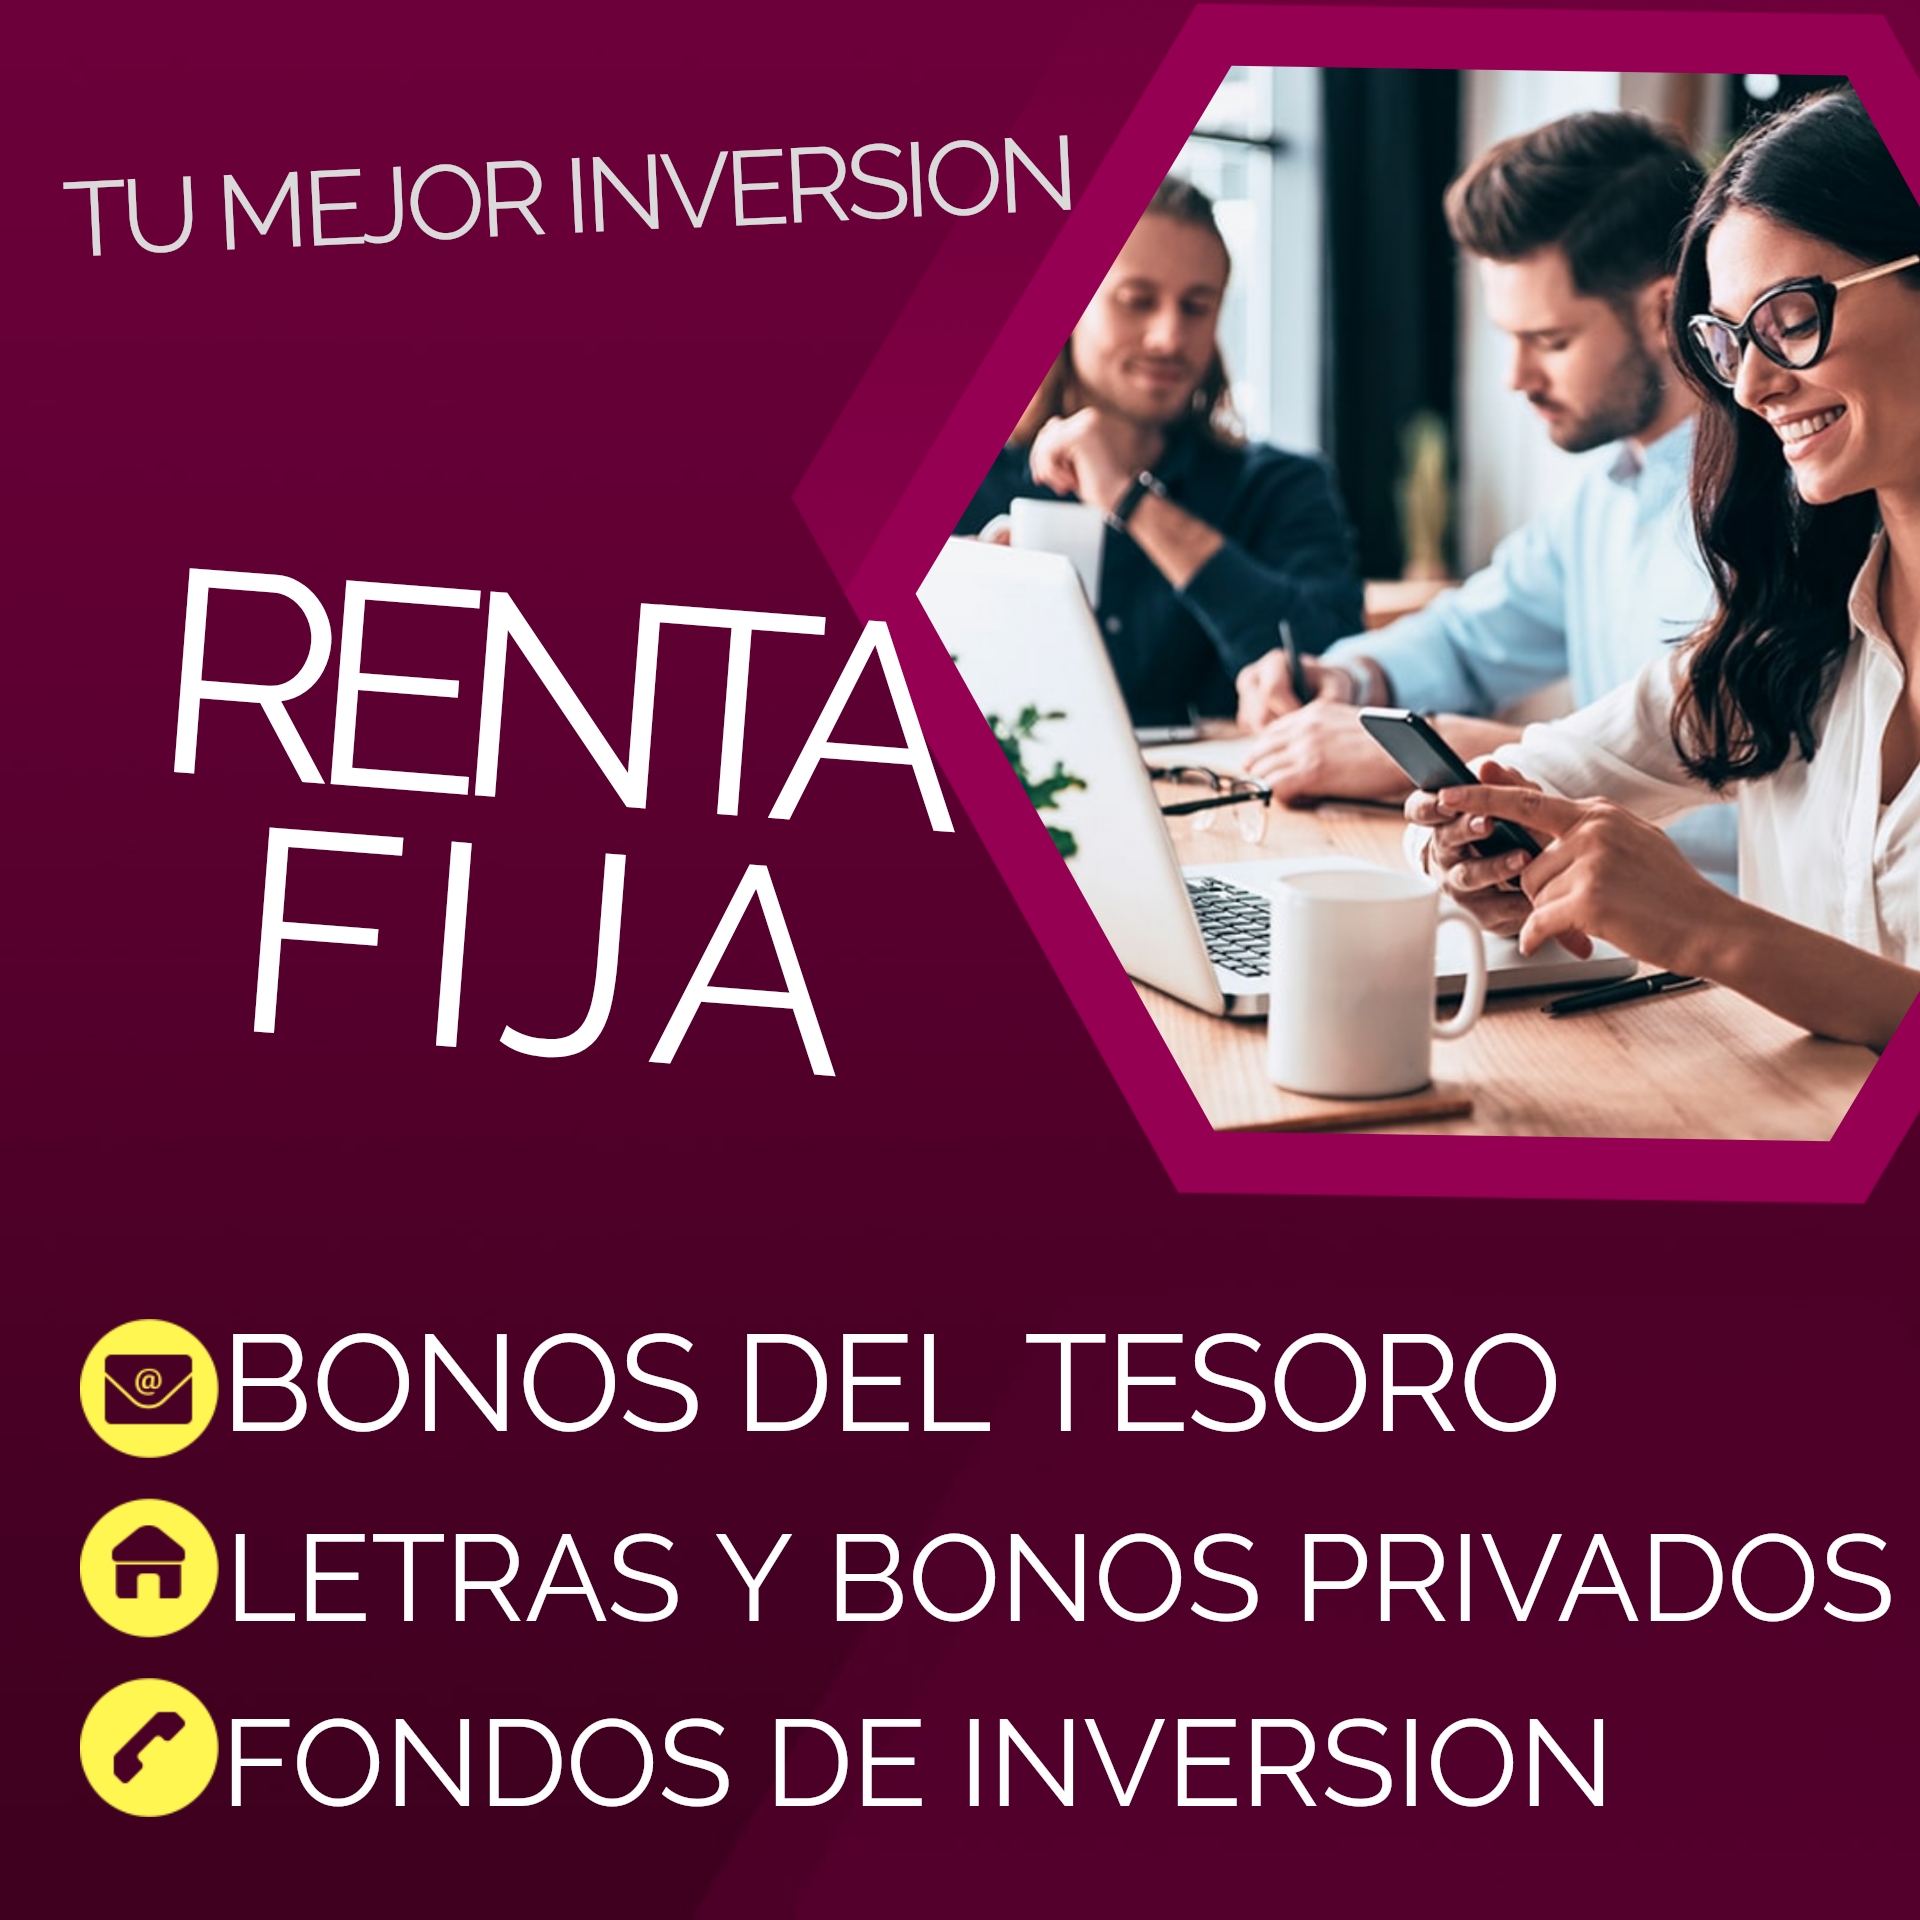 TU MEJOR INVERSION
RENTA
FIJA
@
BONOS DEL TESORO
LETRAS Y BONOS PRIVADOS
FONDOS DE INVERSION